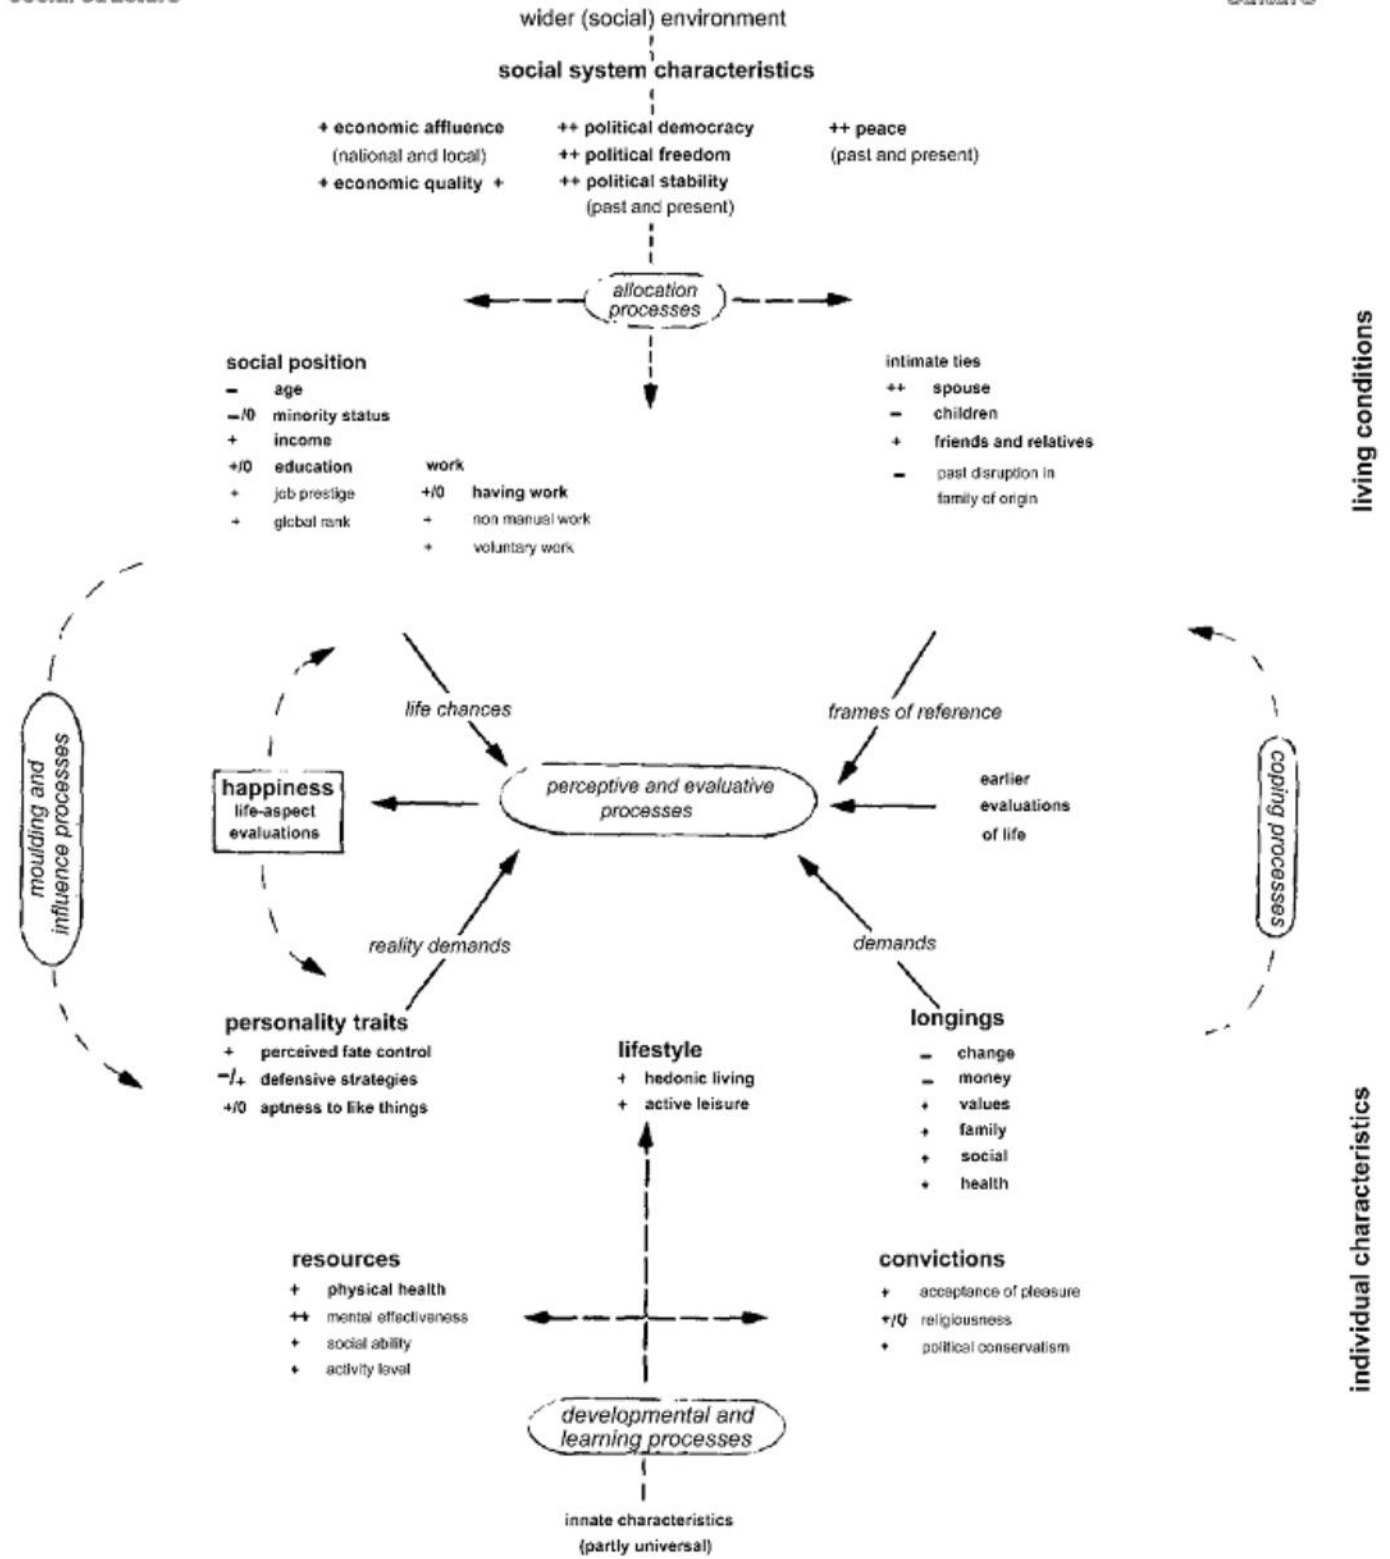 wider (social) environment
social system characteristics
+ economic affluence
(national and local)
+ economic quality +
++ political democracy
++ political freedom
++ political stability
(past and present)
++ peace
(past and present)
allocation
processes
social position
– age
–/0 minority status
+ income
+/0 education
+ job prestige
+ global rank
work
+/0 having work
+ non manual work
+ voluntary work
intimate ties
++ spouse
– children
+ friends and relatives
– past disruption in
family of origin
living conditions
moulding and
influence processes
life chances
frames of reference
perceptive and evaluative
processes
happiness
life-aspect
evaluations
earlier
evaluations
of life
coping processes
reality demands
demands
personality traits
+ perceived fate control
–/+ defensive strategies
+/0 aptness to like things
lifestyle
+ hedonic living
+ active leisure
longings
– change
– money
+ values
+ family
+ social
+ health
individual characteristics
resources
+ physical health
++ mental effectiveness
+ social ability
+ activity level
convictions
+ acceptance of pleasure
+/0 religiousness
+ political conservatism
developmental and
learning processes
innate characteristics
(partly universal)